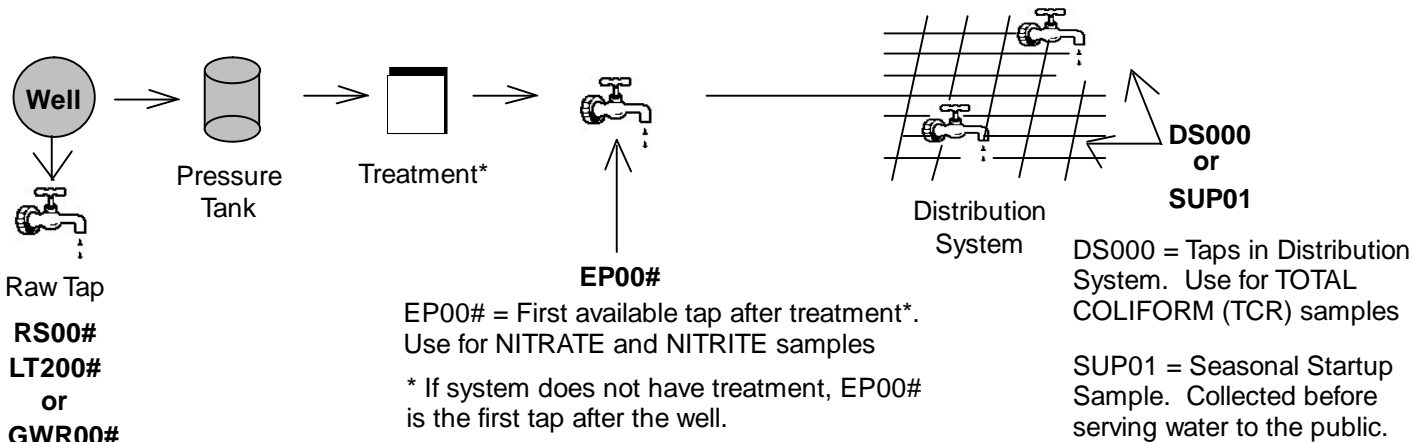 Well
Pressure
Tank
Treatment*
Raw Tap
RS00#
LT200#
or
GWR00#
EP00#
EP00# = First available tap after treatment*.
Use for NITRATE and NITRITE samples
* If system does not have treatment, EP00#
is the first tap after the well.
Distribution
System
DS000
or
SUP01
DS000 = Taps in Distribution
System. Use for TOTAL
COLIFORM (TCR) samples
SUP01 = Seasonal Startup
Sample. Collected before
serving water to the public.